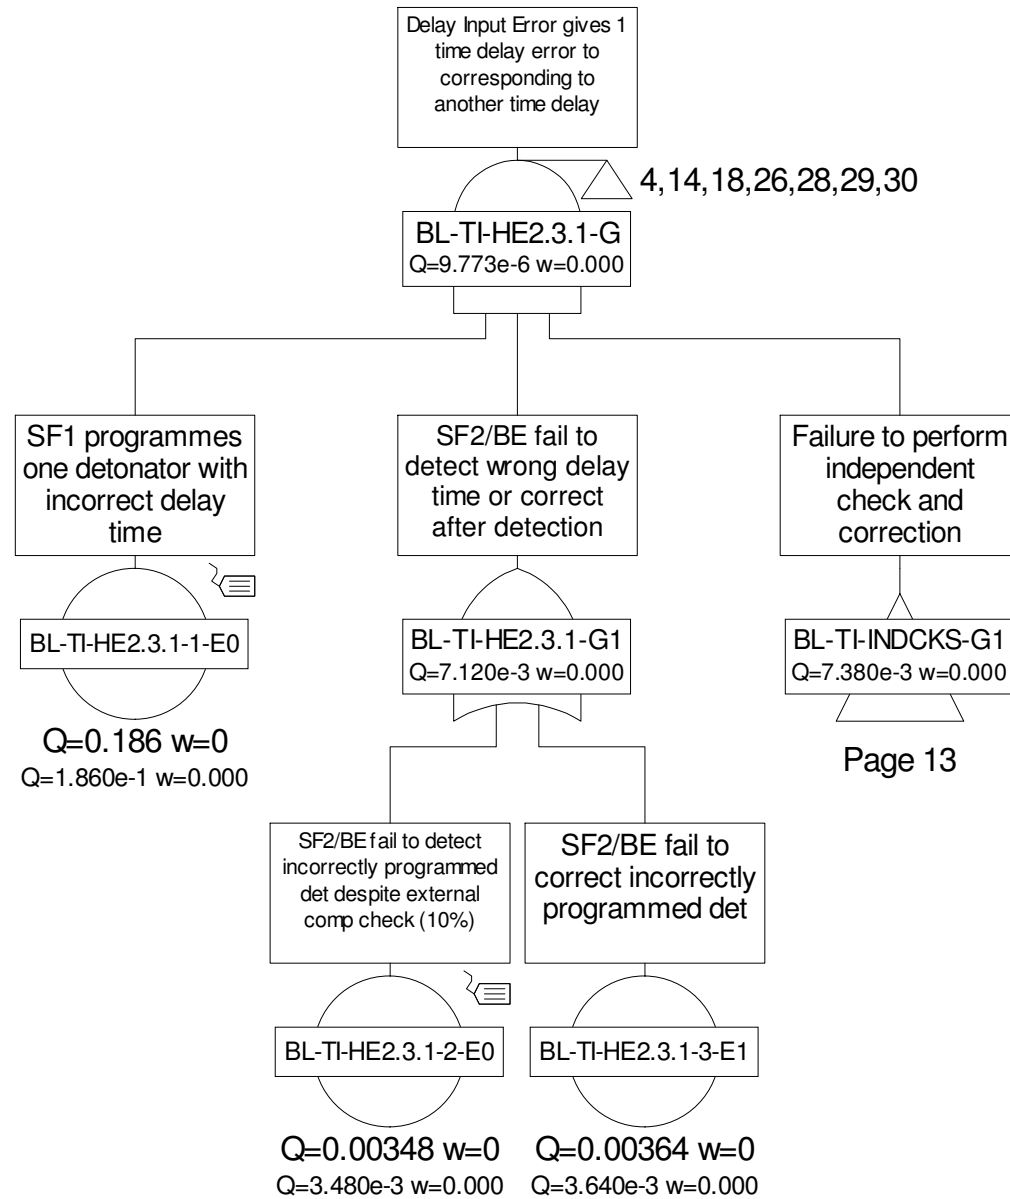 Delay Input Error gives 1
time delay error to
corresponding to
another time delay
4,14,18,26,28,29,30
BL-TI-HE2.3.1-G
Q=9.773e-6 w=0.000
SF1 programmes
one detonator with
incorrect delay
time
SF2/BE fail to
detect wrong delay
time or correct
after detection
Failure to perform
independent
check and
correction
BL-TI-HE2.3.1-1-E0
Q=0.186 w=0
Q=1.860e-1 w=0.000
BL-TI-HE2.3.1-G1
Q=7.120e-3 w=0.000
BL-TI-INDCKS-G1
Q=7.380e-3 w=0.000
Page 13
SF2/BE fail to detect
incorrectly programmed
det despite external
comp check (10%)
SF2/BE fail to
correct incorrectly
programmed det
BL-TI-HE2.3.1-2-E0
Q=0.00348 w=0
Q=3.480e-3 w=0.000
BL-TI-HE2.3.1-3-E1
Q=0.00364 w=0
Q=3.640e-3 w=0.000